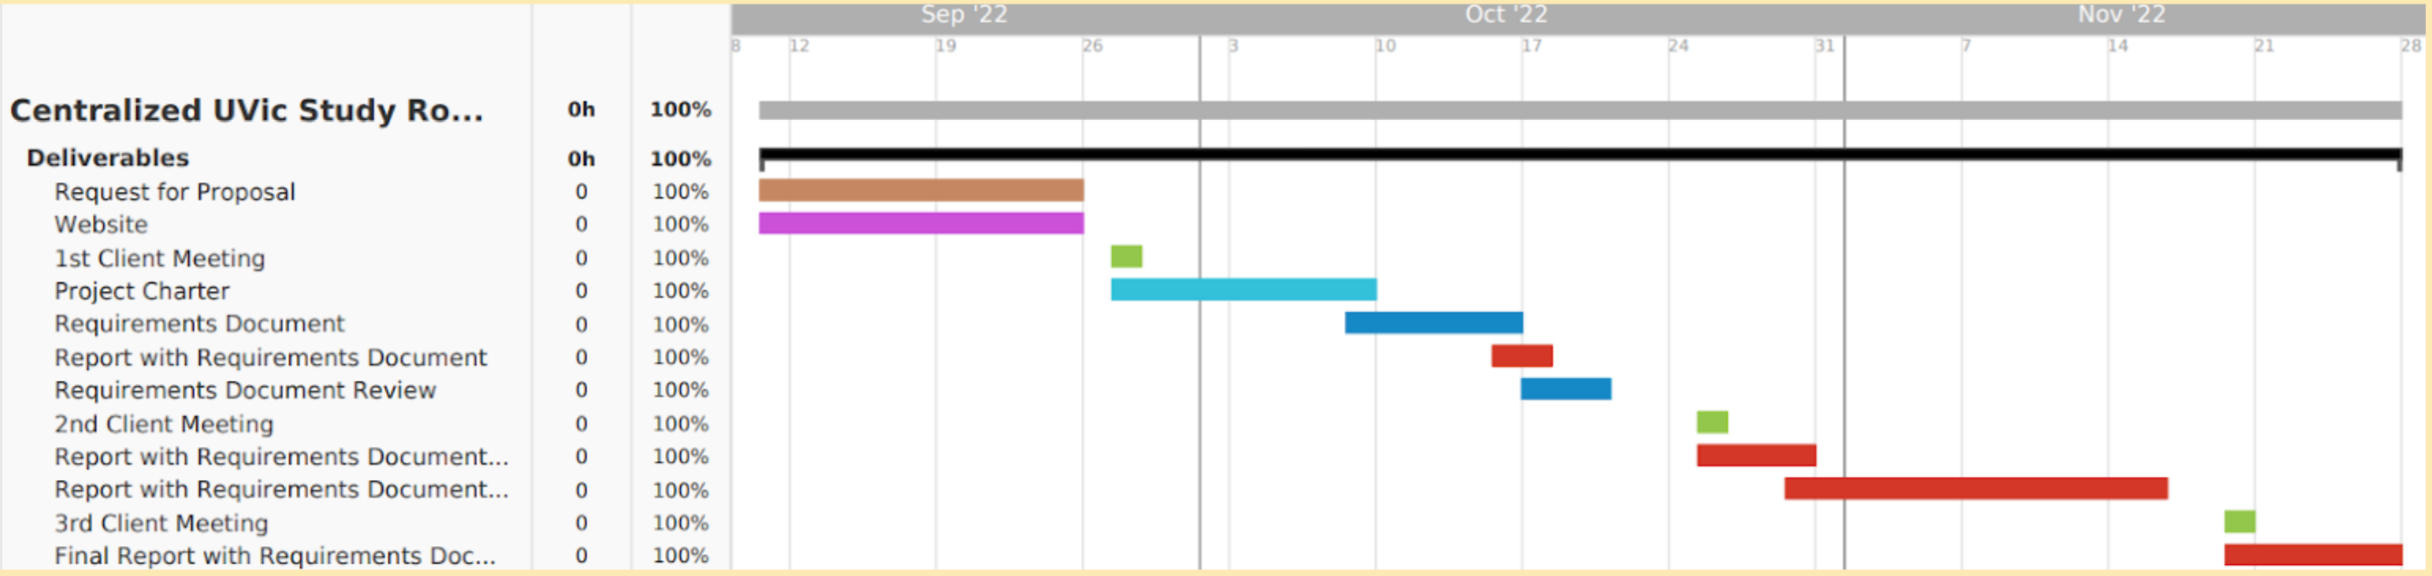 Sep '22 Oct '22 Nov '22
8 12 19 26 3 10 17 24 31 7 14 21 28
Centralized UVic Study Ro... 0h 100%
Deliverables 0h 100%
Request for Proposal 0 100%
Website 0 100%
1st Client Meeting 0 100%
Project Charter 0 100%
Requirements Document 0 100%
Report with Requirements Document 0 100%
Requirements Document Review 0 100%
2nd Client Meeting 0 100%
Report with Requirements Document... 0 100%
Report with Requirements Document... 0 100%
3rd Client Meeting 0 100%
Final Report with Requirements Doc... 0 100%